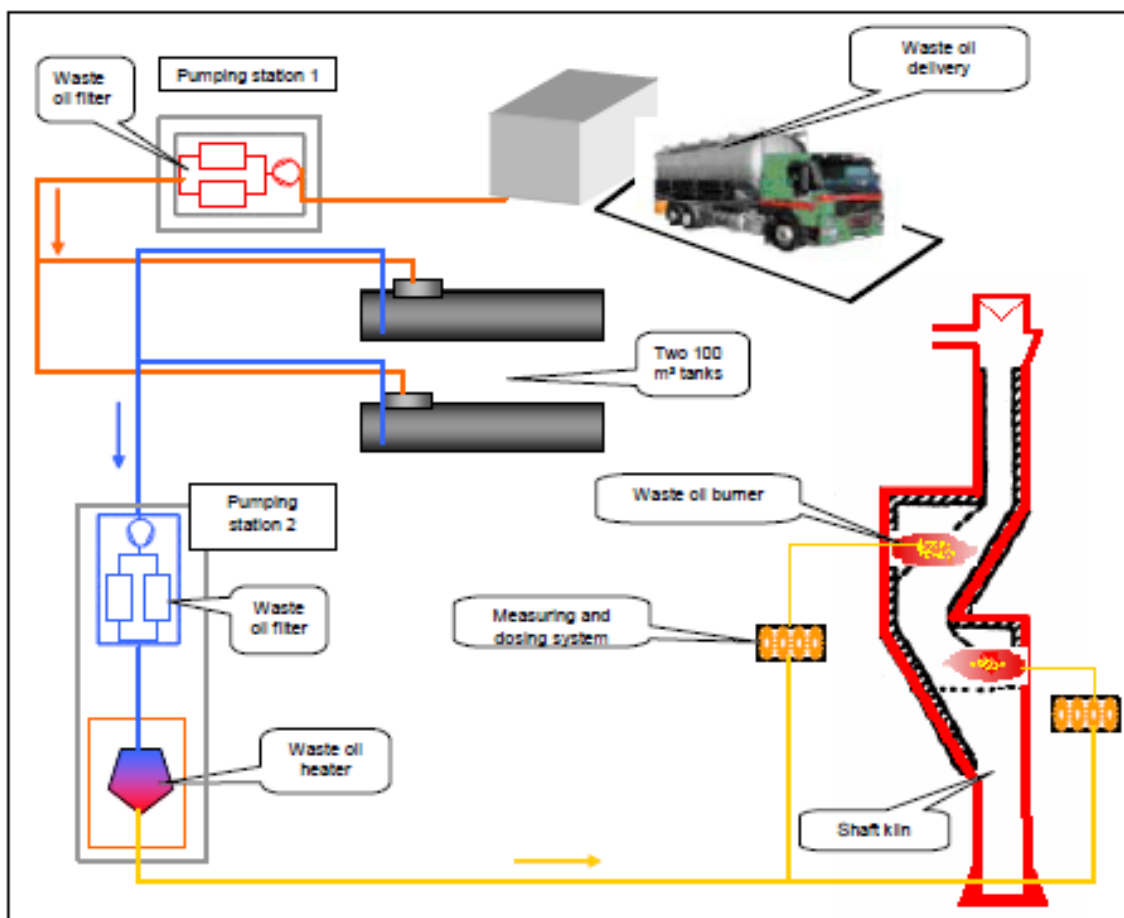 Waste oil
delivery
Waste
oil filter
Pumping station 1
Two 100
m³ tanks
Waste oil burner
Pumping
station 2
Waste
oil filter
Measuring and
dosing system
Waste oil
heater
Shaft kiln